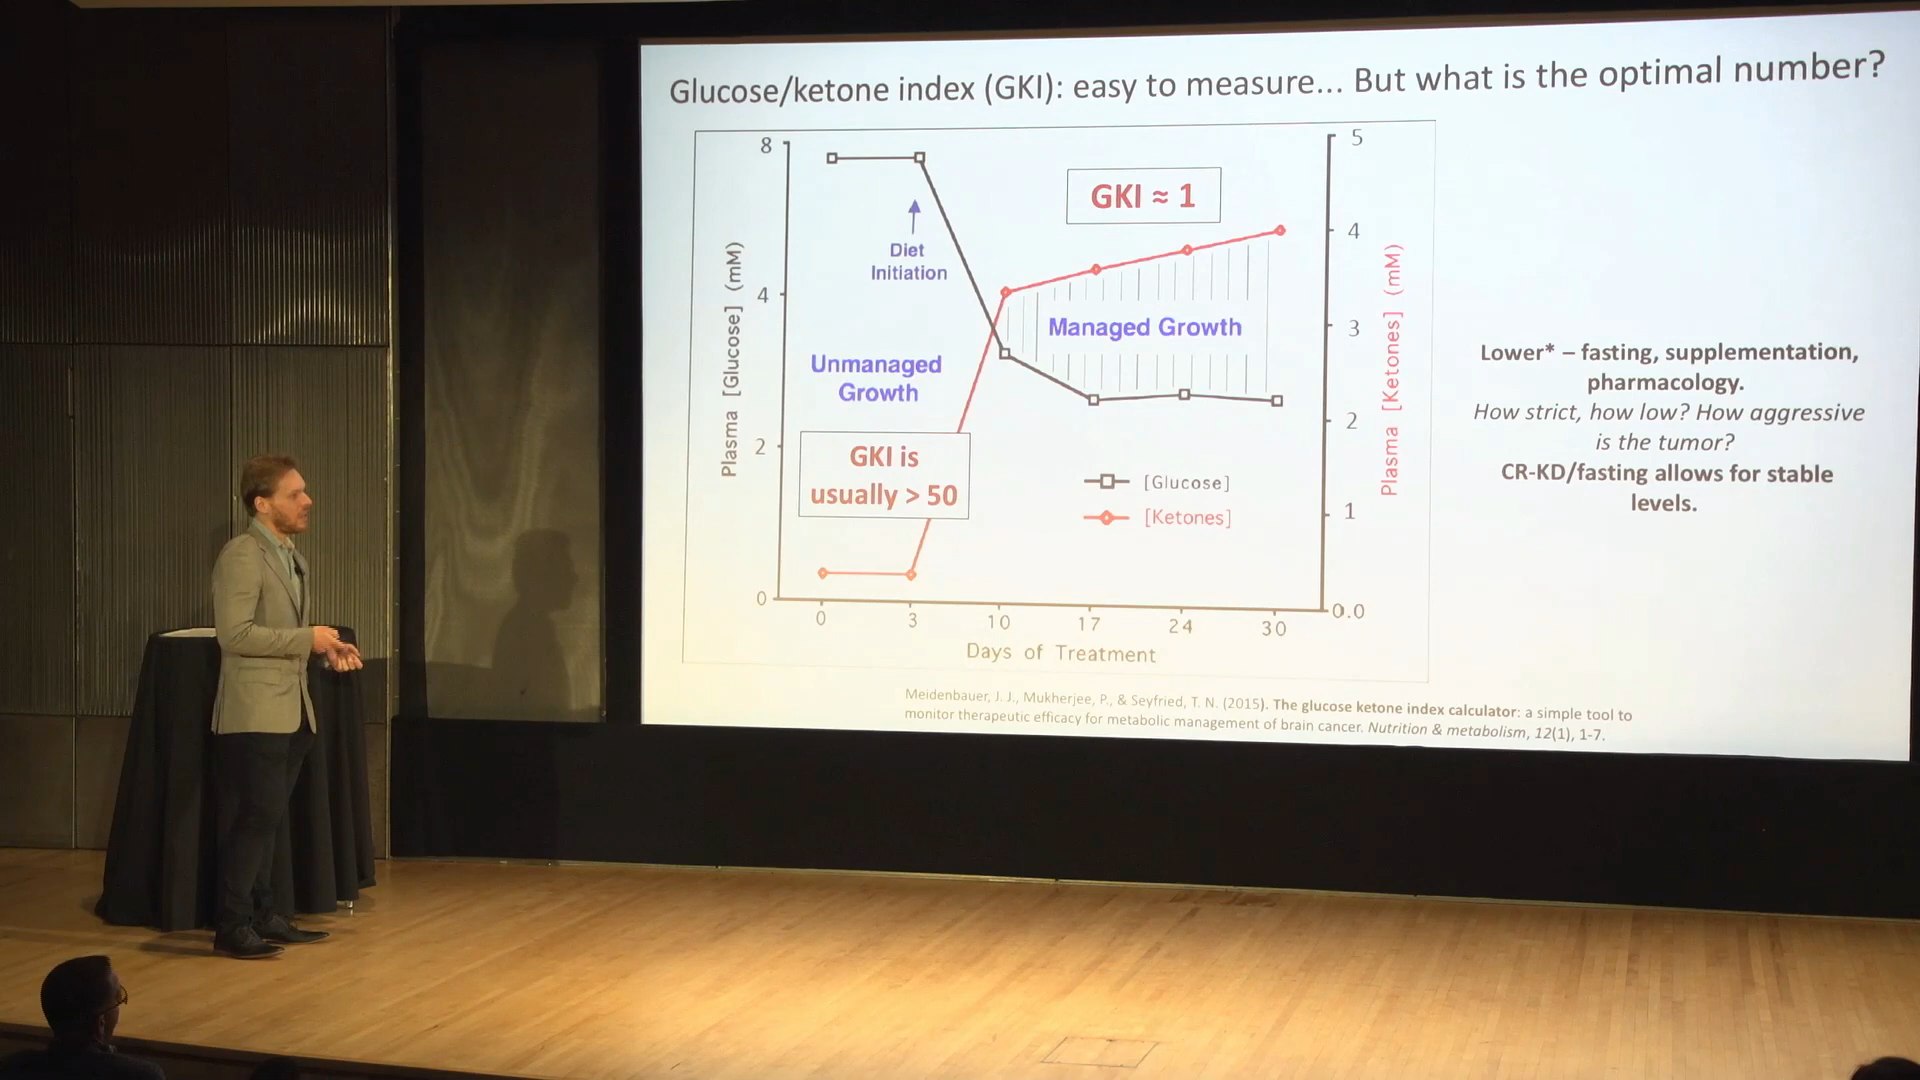 Glucose/ketone index (GKI): easy to measure... But what is the optimal number?
8
4
2
0
Plasma [Glucose] (mM)
5
4
3
2
1
0.0
Plasma [Ketones] (mM)
GKI ≈ 1
Diet
Initiation
Managed Growth
Unmanaged
Growth
GKI is
usually > 50
[Glucose]
[Ketones]
0 3 10 17 24 30
Days of Treatment
Lower* – fasting, supplementation,
pharmacology.
How strict, how low? How aggressive
is the tumor?
CR-KD/fasting allows for stable
levels.
Meidenbauer, J. J., Mukherjee, P., & Seyfried, T. N. (2015). The glucose ketone index calculator: a simple tool to
monitor therapeutic efficacy for metabolic management of brain cancer. Nutrition & metabolism, 12(1), 1-7.